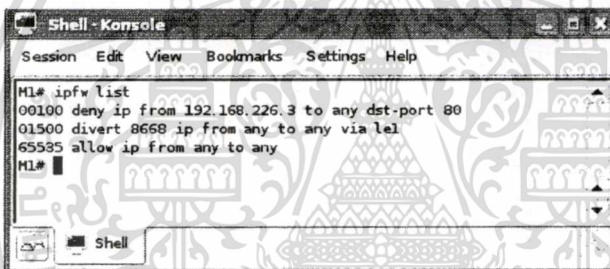 Shell - Konsole
Session Edit View Bookmarks Settings Help
M1# ipfw list
00100 deny ip from 192.168.226.3 to any dst-port 80
01500 divert 8668 ip from any to any via le1
65535 allow ip from any to any
M1#
Shell